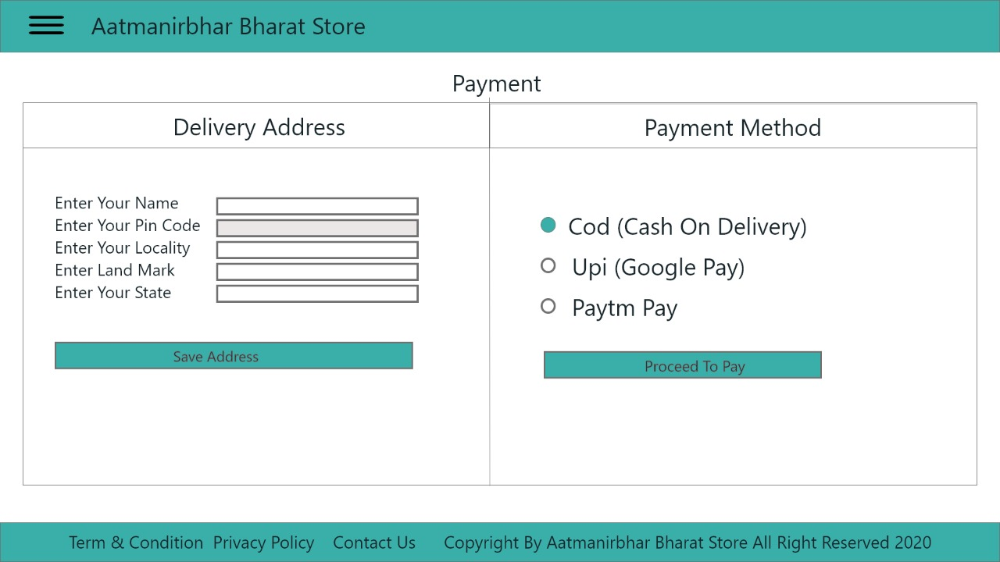 Aatmanirbhar Bharat Store
Payment
Delivery Address
Payment Method
Enter Your Name
Enter Your Pin Code
Enter Your Locality
Enter Land Mark
Enter Your State
Save Address
Cod (Cash On Delivery)
Upi (Google Pay)
Paytm Pay
Proceed To Pay
Term & Condition Privacy Policy Contact Us Copyright By Aatmanirbhar Bharat Store All Right Reserved 2020